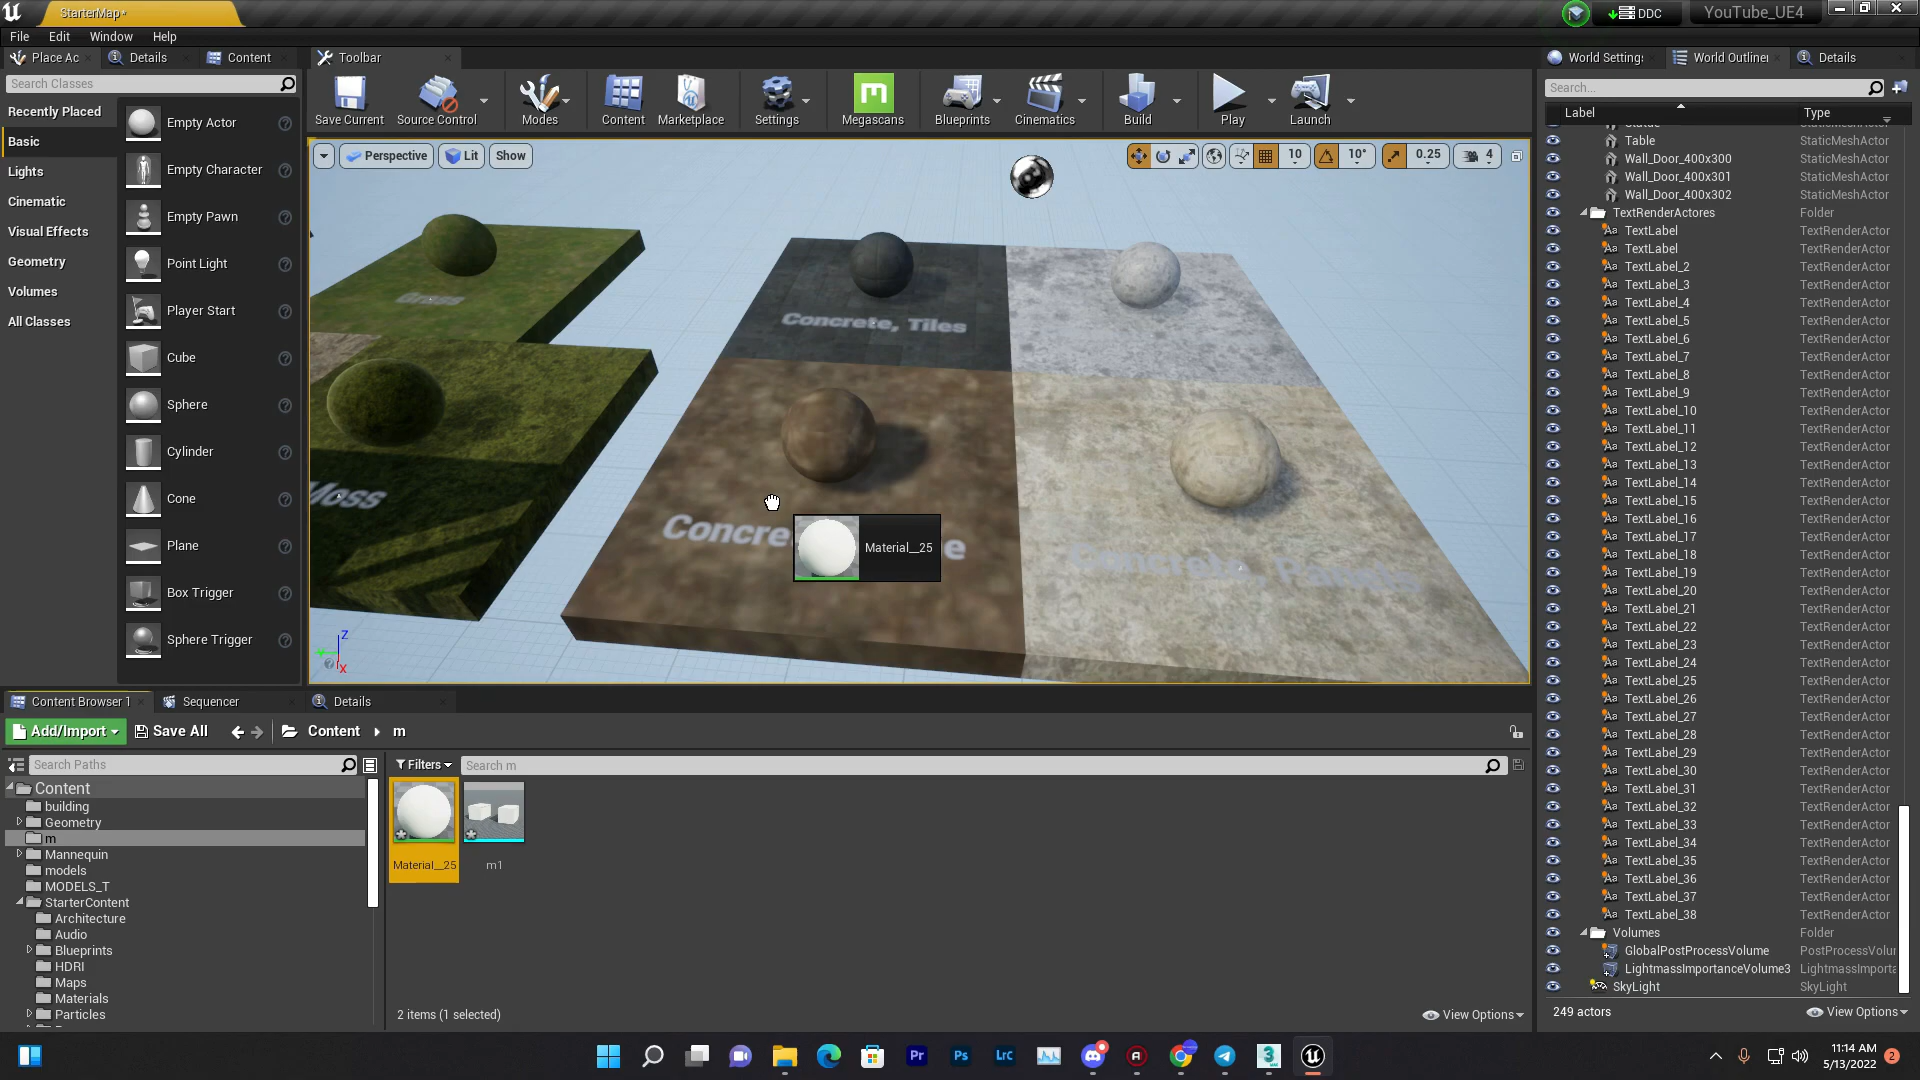 StarterMap*
DDC
YouTube_UE4
File
Edit
Window
Help
Place Ac
Details
Content
Toolbar
World Setting
World Outline
Details
Search Classes
Recently Placed
Basic
Lights
Cinematic
Visual Effects
Geometry
Volumes
All Classes
Empty Actor
Empty Character
Empty Pawn
Point Light
Player Start
Cube
Sphere
Cylinder
Cone
Plane
Box Trigger
Sphere Trigger
Save Current
Source Control
Modes
Content
Marketplace
Settings
Megascans
Blueprints
Cinematics
Build
Play
Launch
Perspective
Lit
Show
10
10°
0.25
4
Grass
Moss
Concrete, Tiles
Material__25
Z
X
Search...
Label
Type
Table StaticMeshActor
Wall_Door_400x300 StaticMeshActor
Wall_Door_400x301 StaticMeshActor
Wall_Door_400x302 StaticMeshActor
TextRenderActores Folder
TextLabel TextRenderActor
TextLabel TextRenderActor
TextLabel_2 TextRenderActor
TextLabel_3 TextRenderActor
TextLabel_4 TextRenderActor
TextLabel_5 TextRenderActor
TextLabel_6 TextRenderActor
TextLabel_7 TextRenderActor
TextLabel_8 TextRenderActor
TextLabel_9 TextRenderActor
TextLabel_10 TextRenderActor
TextLabel_11 TextRenderActor
TextLabel_12 TextRenderActor
TextLabel_13 TextRenderActor
TextLabel_14 TextRenderActor
TextLabel_15 TextRenderActor
TextLabel_16 TextRenderActor
TextLabel_17 TextRenderActor
TextLabel_18 TextRenderActor
TextLabel_19 TextRenderActor
TextLabel_20 TextRenderActor
TextLabel_21 TextRenderActor
TextLabel_22 TextRenderActor
TextLabel_23 TextRenderActor
TextLabel_24 TextRenderActor
TextLabel_25 TextRenderActor
TextLabel_26 TextRenderActor
TextLabel_27 TextRenderActor
TextLabel_28 TextRenderActor
TextLabel_29 TextRenderActor
TextLabel_30 TextRenderActor
TextLabel_31 TextRenderActor
TextLabel_32 TextRenderActor
TextLabel_33 TextRenderActor
TextLabel_34 TextRenderActor
TextLabel_35 TextRenderActor
TextLabel_36 TextRenderActor
TextLabel_37 TextRenderActor
TextLabel_38 TextRenderActor
Volumes Folder
GlobalPostProcessVolume PostProcessVolu
LightmassImportanceVolume3 LightmassImporta
SkyLight SkyLight
249 actors
View Options
Content Browser 1
Sequencer
Details
Add/Import
Save All
Content
m
Search Paths
Filters
Search m
Content
building
Geometry
m
Mannequin
models
MODELS_T
StarterContent
Architecture
Audio
Blueprints
HDRI
Maps
Materials
Particles
Material__25
m1
2 items (1 selected)
View Options
Pr
Ps
Lrc
11:14 AM
5/13/2022
2